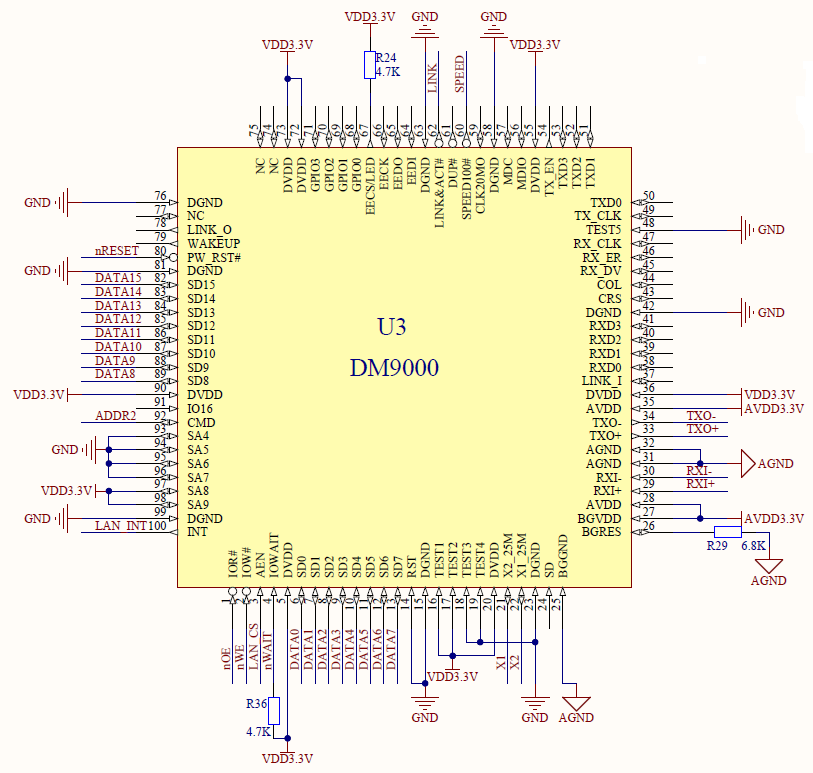 VDD3.3V GND GND
VDD3.3V R24 4.7K LINK SPEED VDD3.3V
75 74 73 72 71 70 69 68 67 66 65 64 63 62 61 60 59 58 57 56 55 54 53 52 51
NC NC DVDD DVDD GPIO3 GPIO2 GPIO1 GPIO0 EECS/LED EECK EEDO EEDI DGND LINK&ACT# DUP# SPEED100# CLK20MO DGND MDC MDIO DVDD TX_EN TXD3 TXD2 TXD1
GND 76 DGND
77 NC
78 LINK_O
79 WAKEUP
nRESET 80 PW_RST#
GND 81 DGND
DATA15 82 SD15
DATA14 83 SD14
DATA13 84 SD13
DATA12 85 SD12
DATA11 86 SD11
DATA10 87 SD10
DATA9 88 SD9
DATA8 89 SD8
VDD3.3V 90 DVDD
91 IO16
ADDR2 92 CMD
93 SA4
GND 94 SA5
95 SA6
96 SA7
VDD3.3V 97 SA8
98 SA9
GND 99 DGND
LAN_INT 100 INT
U3
DM9000
TXD0 50
TX_CLK 49
TEST5 48 GND
RX_CLK 47
RX_ER 46
RX_DV 45
COL 44
CRS 43
DGND 42 GND
RXD3 41
RXD2 40
RXD1 39
RXD0 38
LINK_I 37
DVDD 36 VDD3.3V
AVDD 35 AVDD3.3V
TXO- 34 TXO-
TXO+ 33 TXO+
AGND 32
AGND 31 AGND
RXI- 30 RXI-
RXI+ 29 RXI+
AVDD 28
BGVDD 27 AVDD3.3V
BGRES 26
R29 6.8K
AGND
IOR# IOW# AEN IOWAIT DVDD SD0 SD1 SD2 SD3 SD4 SD5 SD6 SD7 RST DGND TEST1 TEST2 TEST3 TEST4 DVDD X2_25M X1_25M DGND SD BGGND
1 2 3 4 5 6 7 8 9 10 11 12 13 14 15 16 17 18 19 20 21 22 23 24 25
nOE nWE LAN_CS nWAIT DATA0 DATA1 DATA2 DATA3 DATA4 DATA5 DATA6 DATA7 VDD3.3V X1 X2
R36
4.7K
GND GND AGND
VDD3.3V